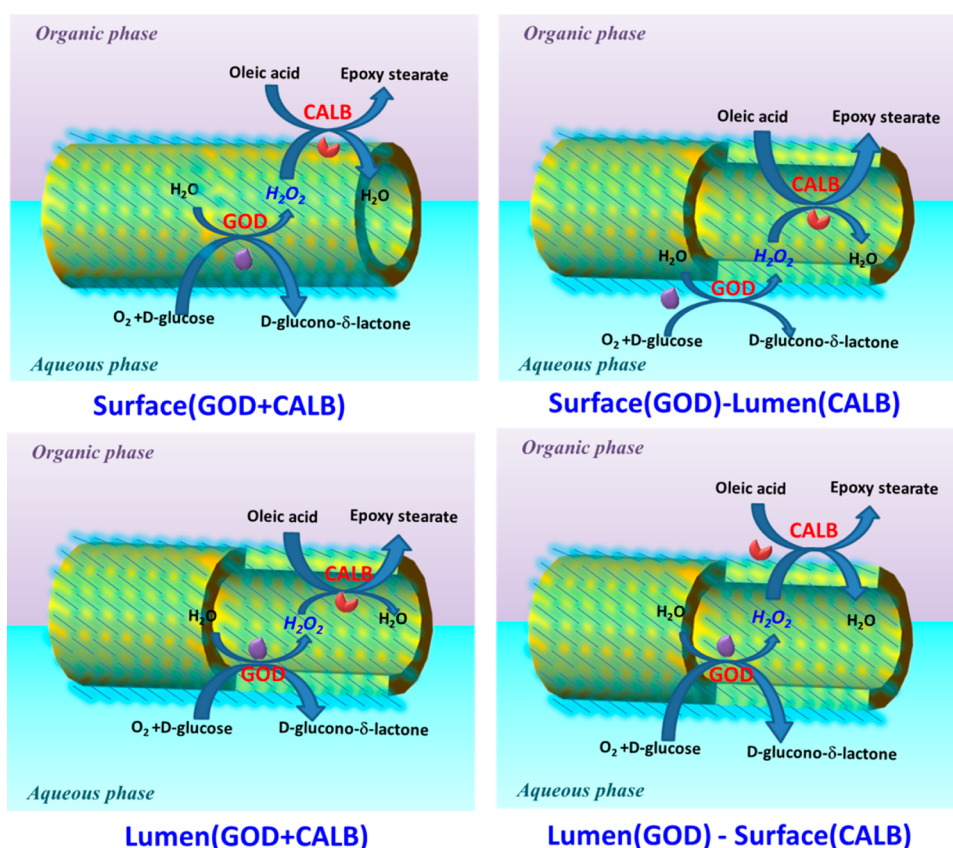 Organic phase
Oleic acid
Epoxy stearate
CALB
H₂O
H₂O₂
H₂O
GOD
O₂ +D-glucose
D-glucono-δ-lactone
Aqueous phase
Surface(GOD+CALB)
Organic phase
Oleic acid
Epoxy stearate
CALB
H₂O
H₂O₂
H₂O
GOD
O₂ +D-glucose
D-glucono-δ-lactone
Aqueous phase
Surface(GOD)-Lumen(CALB)
Organic phase
Oleic acid
Epoxy stearate
CALB
H₂O
H₂O₂
H₂O
GOD
O₂ +D-glucose
D-glucono-δ-lactone
Aqueous phase
Lumen(GOD+CALB)
Organic phase
Oleic acid
Epoxy stearate
CALB
H₂O
H₂O₂
H₂O
GOD
O₂ +D-glucose
D-glucono-δ-lactone
Aqueous phase
Lumen(GOD) - Surface(CALB)